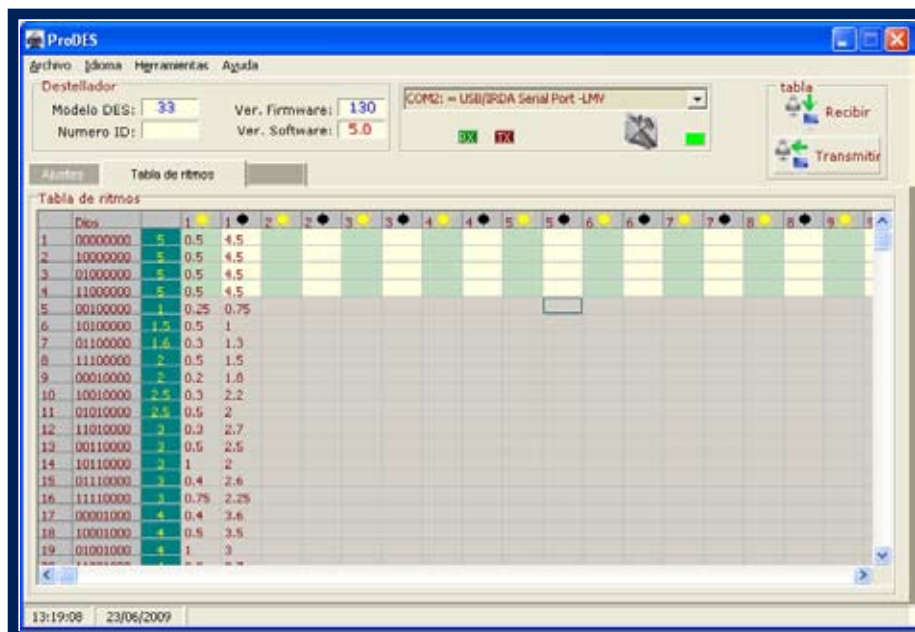 ProDES
Archivo Idioma Herramientas Ayuda
Destellador
Modelo DES: 33 Ver. Firmware: 130
Numero ID: Ver. Software: 5.0
COM2: = USB/IRDA Serial Port -LMV
RX TX
tabla
Recibir
Transmitir
Ajustes Tabla de ritmos
Tabla de ritmos
Dips 1 1 2 2 3 3 4 4 5 5 6 6 7 7 8 8 9 9
1 00000000 5 0.5 4.5
2 10000000 5 0.5 4.5
3 01000000 5 0.5 4.5
4 11000000 5 0.5 4.5
5 00100000 1 0.25 0.75
6 10100000 1.5 0.5 1
7 01100000 1.6 0.3 1.3
8 11100000 2 0.5 1.5
9 00010000 2 0.2 1.8
10 10010000 2.5 0.3 2.2
11 01010000 2.5 0.5 2
12 11010000 3 0.3 2.7
13 00110000 3 0.5 2.5
14 10110000 3 1 2
15 01110000 3 0.4 2.6
16 11110000 3 0.75 2.25
17 00001000 4 0.4 3.6
18 10001000 4 0.5 3.5
19 01001000 4 1 3
13:19:08 23/06/2009